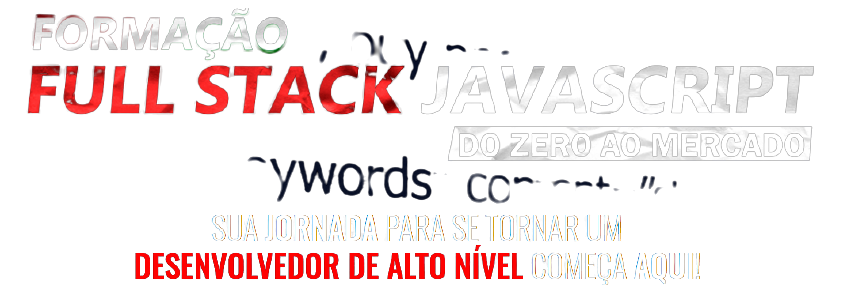 FORMAÇÃO
FULL STACK JAVASCRIPT
DO ZERO AO MERCADO
ywords
SUA JORNADA PARA SE TORNAR UM
DESENVOLVEDOR DE ALTO NÍVEL COMEÇA AQUI!